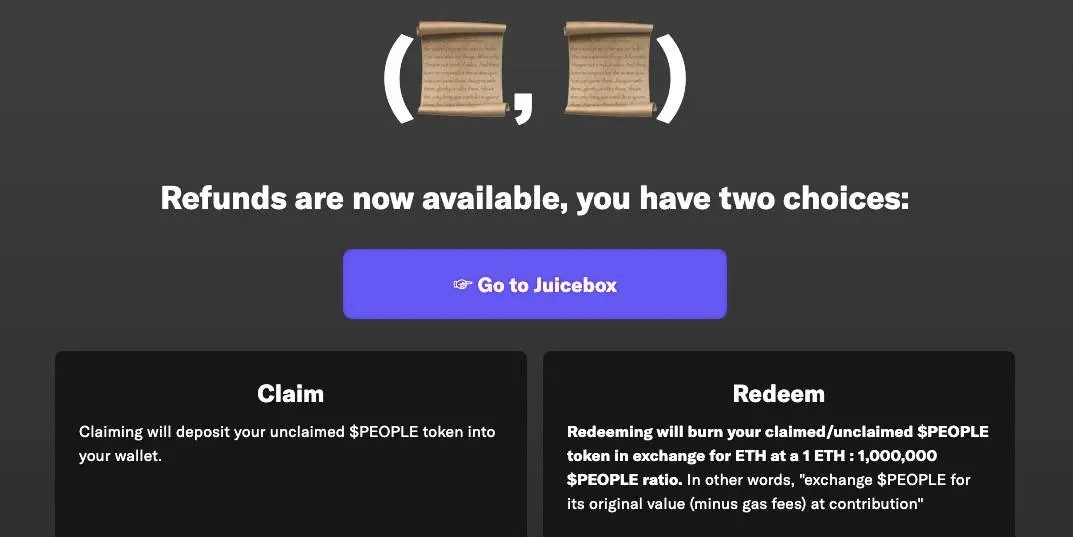 ( , )
Refunds are now available, you have two choices:
👉 Go to Juicebox
Claim
Claiming will deposit your unclaimed $PEOPLE token into
your wallet.
Redeem
Redeeming will burn your claimed/unclaimed $PEOPLE
token in exchange for ETH at a 1 ETH : 1,000,000
$PEOPLE ratio. In other words, "exchange $PEOPLE for
its original value (minus gas fees) at contribution"